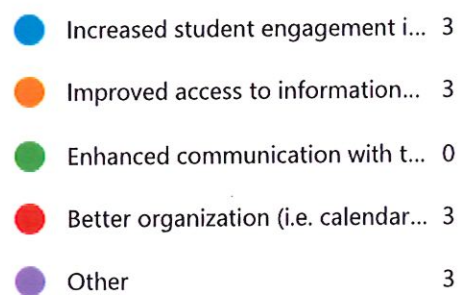 Increased student engagement i... 3
Improved access to information... 3
Enhanced communication with t... 0
Better organization (i.e. calendar... 3
Other 3